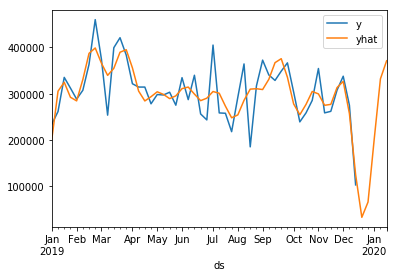 y
yhat
400000
300000
200000
100000
Jan Feb Mar Apr May Jun Jul Aug Sep Oct Nov Dec Jan
2019 2020
ds